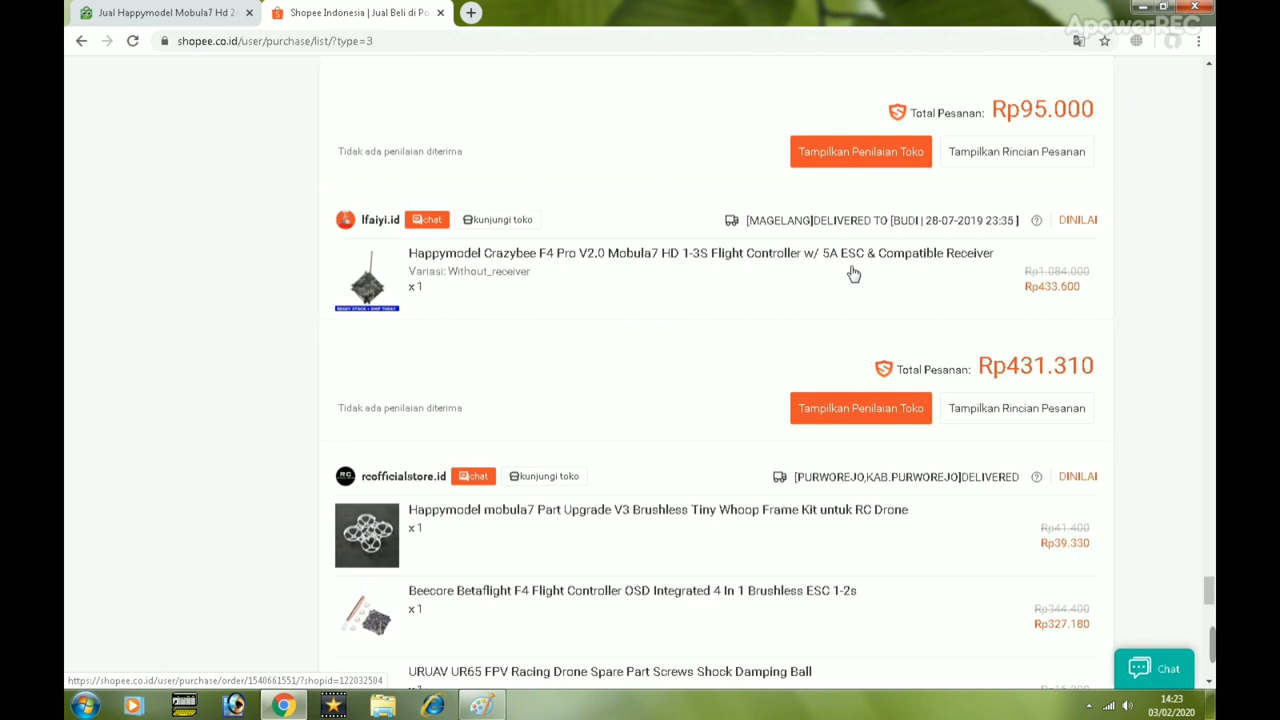 Jual Happymodel Mobula7 Hd 2-
Shopee Indonesia | Jual Beli di Po
ApowerREC
shopee.co.id/user/purchase/list/?type=3
Total Pesanan: Rp95.000
Tidak ada penilaian diterima
Tampilkan Penilaian Toko
Tampilkan Rincian Pesanan
lfaiyi.id
chat
kunjungi toko
[MAGELANG]DELIVERED TO [BUDI | 28-07-2019 23:35 ]
DINILAI
Happymodel Crazybee F4 Pro V2.0 Mobula7 HD 1-3S Flight Controller w/ 5A ESC & Compatible Receiver
Variasi: Without_receiver
x 1
Rp1.084.000
Rp433.600
READY STOCK ! SHIP TODAY
Total Pesanan: Rp431.310
Tidak ada penilaian diterima
Tampilkan Penilaian Toko
Tampilkan Rincian Pesanan
RC
rcofficialstore.id
chat
kunjungi toko
[PURWOREJO,KAB.PURWOREJO]DELIVERED
DINILAI
Happymodel mobula7 Part Upgrade V3 Brushless Tiny Whoop Frame Kit untuk RC Drone
x 1
Rp41.400
Rp39.330
Beecore Betaflight F4 Flight Controller OSD Integrated 4 In 1 Brushless ESC 1-2s
x 1
Rp344.400
Rp327.180
URUAV UR65 FPV Racing Drone Spare Part Screws Shock Damping Ball
x 1
Chat
https://shopee.co.id/user/purchase/order/1540661551/?shopid=122032504
14:23
03/02/2020